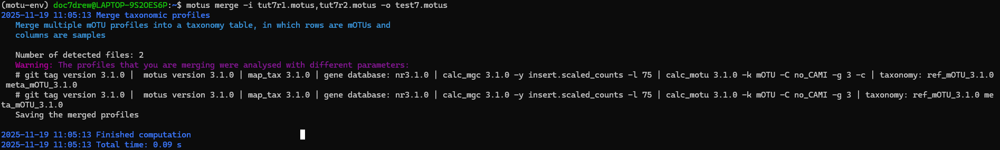 (motu-env) doc7drew@LAPTOP-9S2OES6P:~$ motus merge -i tut7r1.motus,tut7r2.motus -o test7.motus
2025-11-19 11:05:13 Merge taxonomic profiles
   Merge multiple mOTU profiles into a taxonomy table, in which rows are mOTUs and
   columns are samples

   Number of detected files: 2
   Warning: The profiles that you are merging were analysed with different parameters:
   # git tag version 3.1.0 |  motus version 3.1.0 | map_tax 3.1.0 | gene database: nr3.1.0 | calc_mgc 3.1.0 -y insert.scaled_counts -l 75 | calc_motu 3.1.0 -k mOTU -C no_CAMI -g 3 -c | taxonomy: ref_mOTU_3.1.0
 meta_mOTU_3.1.0
   # git tag version 3.1.0 |  motus version 3.1.0 | map_tax 3.1.0 | gene database: nr3.1.0 | calc_mgc 3.1.0 -y insert.scaled_counts -l 75 | calc_motu 3.1.0 -k mOTU -C no_CAMI -g 3 | taxonomy: ref_mOTU_3.1.0 me
ta_mOTU_3.1.0
   Saving the merged profiles

2025-11-19 11:05:13 Finished computation
2025-11-19 11:05:13 Total time: 0.09 s